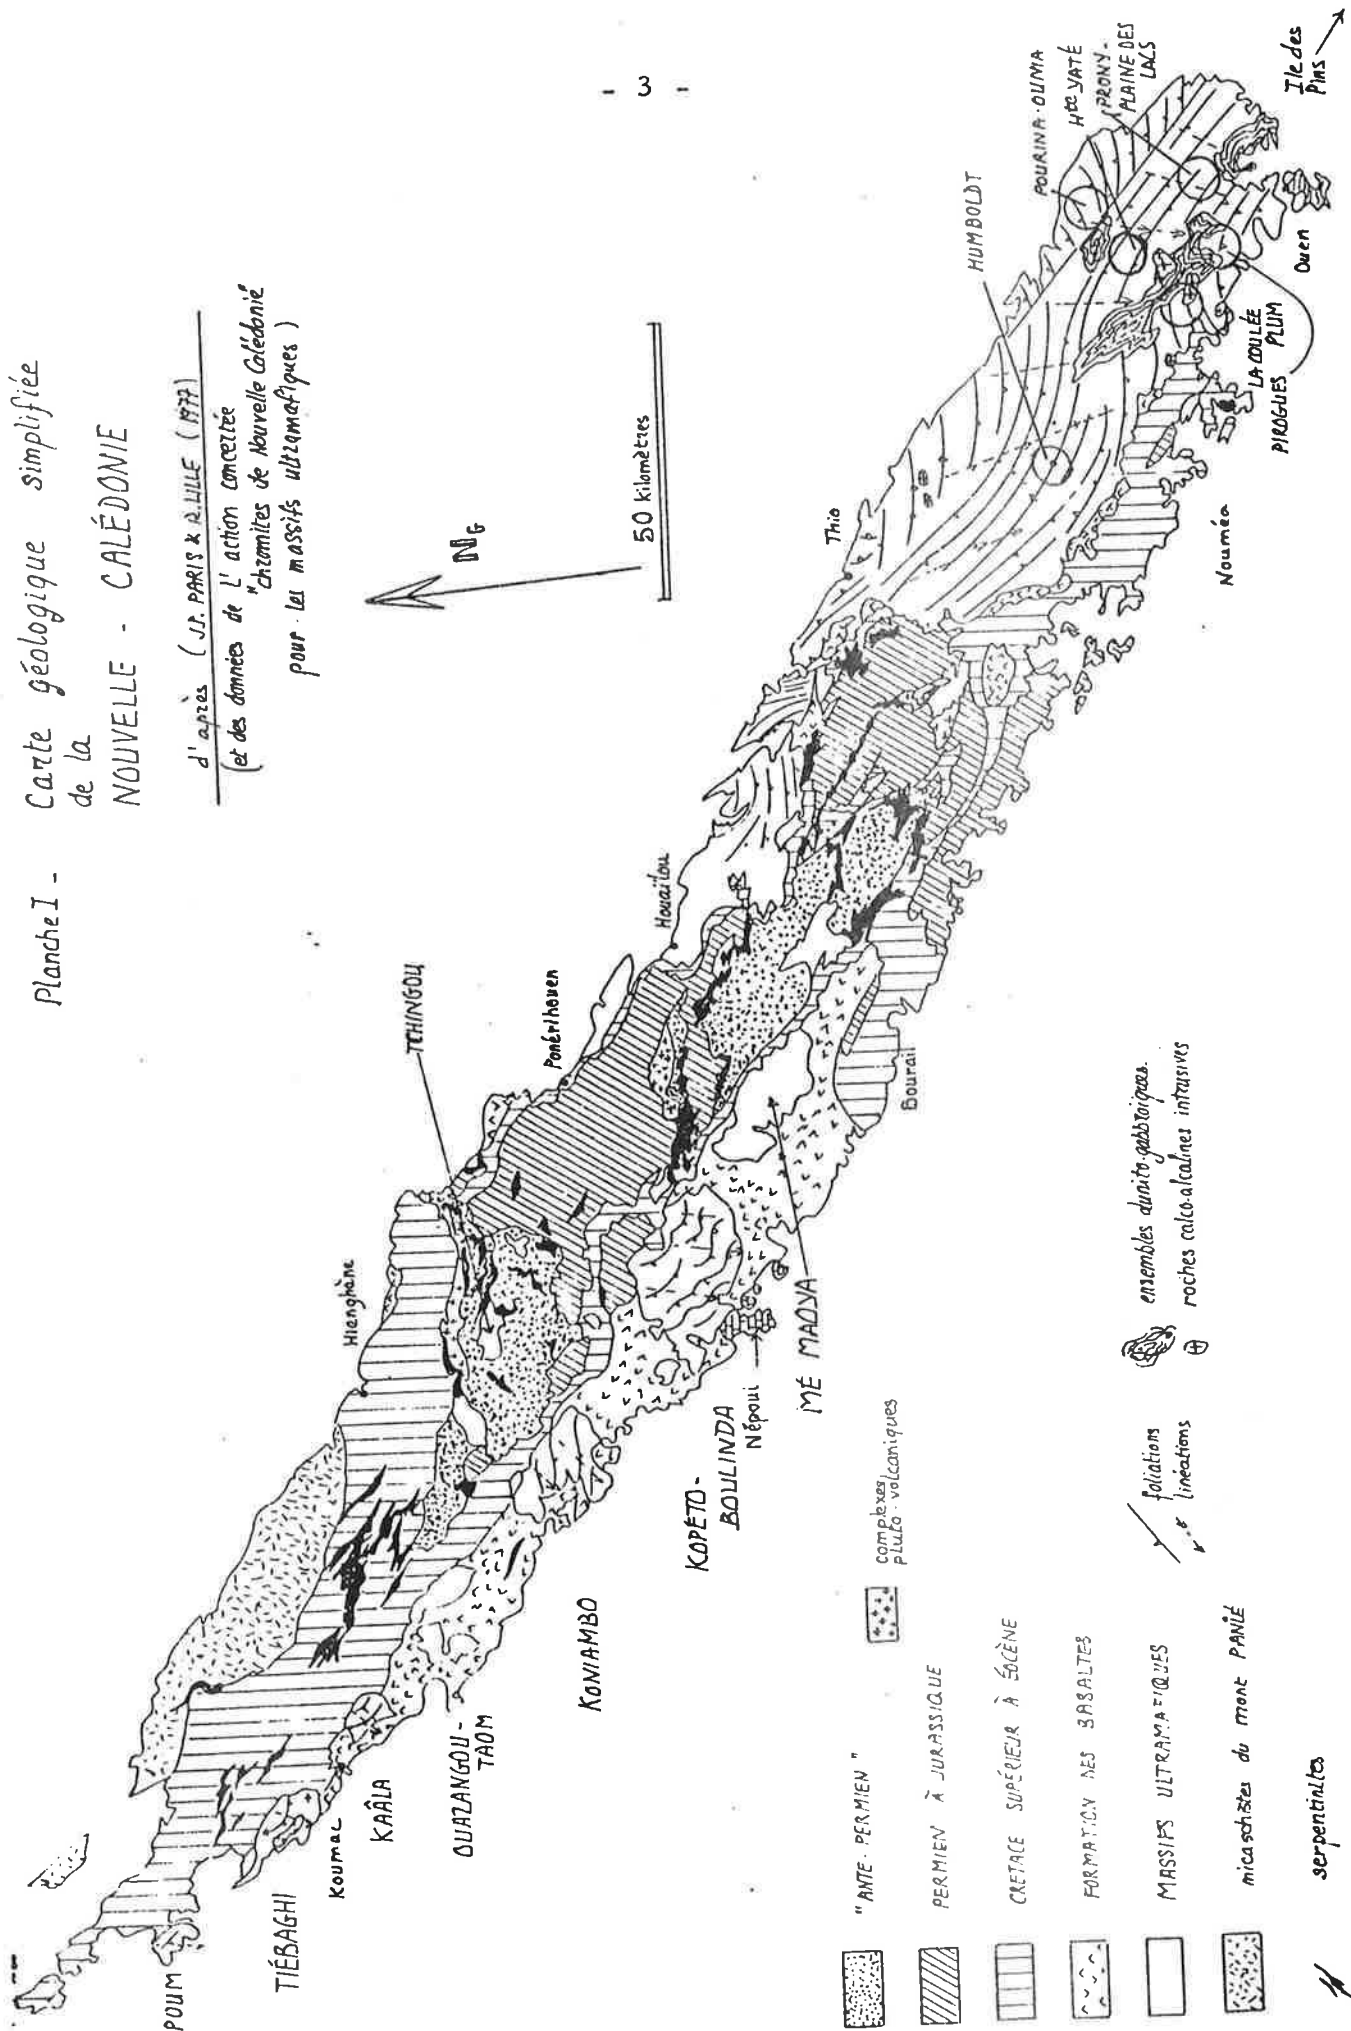 - 3 -
Planche I - Carte géologique simplifiée
de la
NOUVELLE - CALÉDONIE
d'après (J.P. PARIS & R. LILLE (1977)
(et des données de l'action concertée
"chromites de Nouvelle Calédonie"
pour les massifs ultramafiques)
NG
50 kilomètres
POUM
TIÉBAGHI
Koumac
KAÂLA
OUAZANGOU -
TAOM
KONIAMBO
KOPÉTO -
BOULINDA
Népoui
MÉ MAOYA
Hienghène
TCHINGOU
Ponérihouen
Houaïlou
Bourail
Thio
HUMBOLDT
POURINA-OUNIA
Hte YATÉ
PRONY -
PLAINE DES
LACS
Ile des
Pins
Ouen
LA COULÉE
PLUM
PIROGUES
Nouméa
"ANTE-PERMIEN"
PERMIEN À JURASSIQUE
CRETACE SUPÉRIEUR À EOCÈNE
FORMATION DES BASALTES
MASSIFS ULTRAMAFIQUES
micaschistes du mont PANIÉ
serpentinites
complexes
pluto-volcaniques
foliations
linéations
ensembles dunito-gabbroïques
roches calco-alcalines intrusives